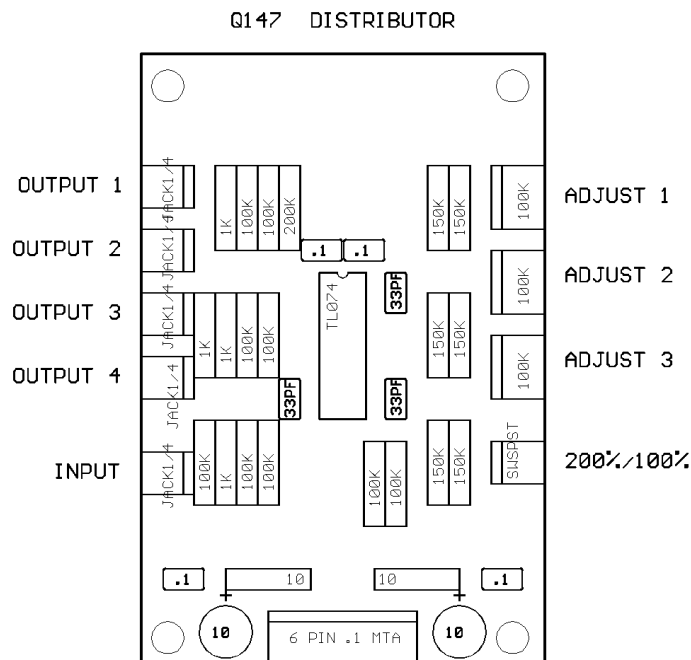 Q147 DISTRIBUTOR
OUTPUT 1
JACK1/4
1K
100K
100K
200K
150K
150K
100K
ADJUST 1
OUTPUT 2
JACK1/4
.1
.1
33PF
100K
ADJUST 2
OUTPUT 3
JACK1/4
1K
1K
100K
100K
TL074
150K
150K
OUTPUT 4
JACK1/4
33PF
33PF
100K
ADJUST 3
INPUT
JACK1/4
100K
1K
100K
100K
100K
100K
150K
150K
SWSPST
200%/100%
.1
10
10
.1
+
+
10
6 PIN .1 MTA
10